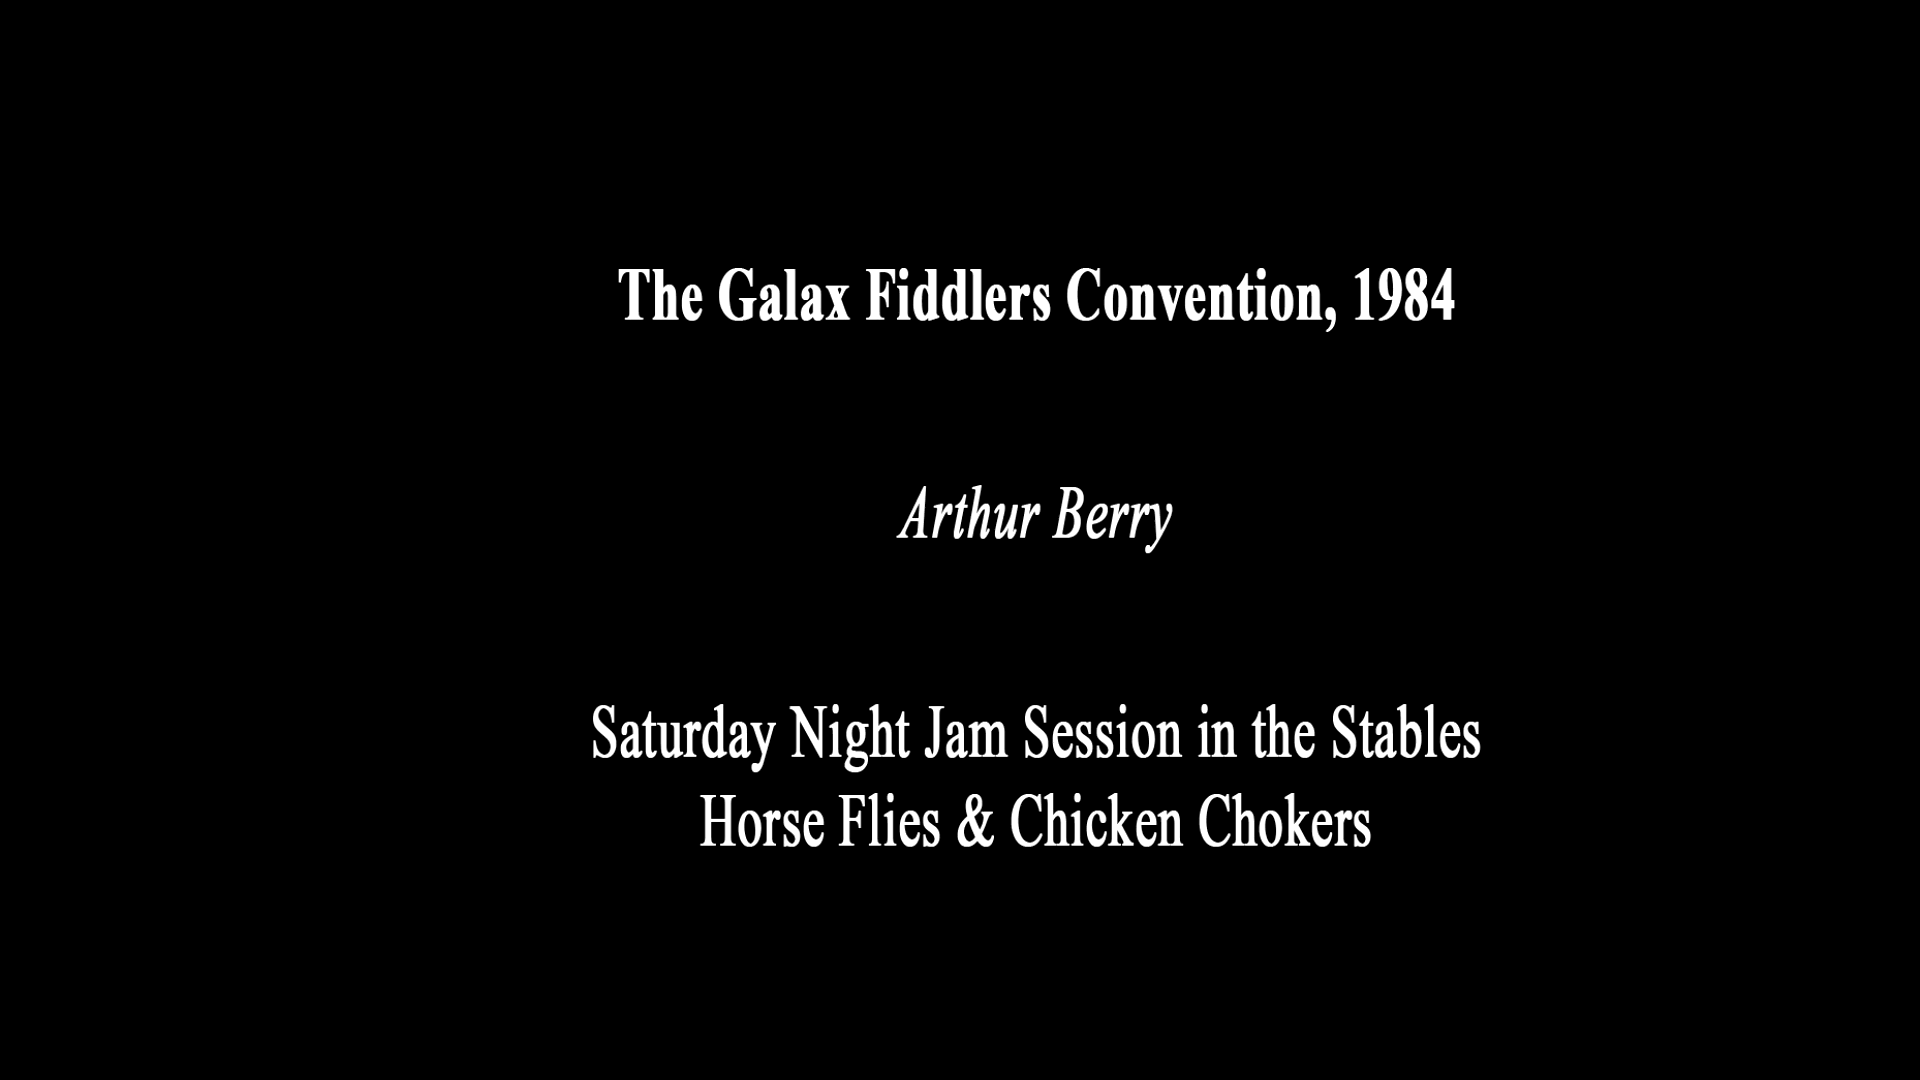 The Galax Fiddlers Convention, 1984
Arthur Berry
Saturday Night Jam Session in the Stables
Horse Flies & Chicken Chokers